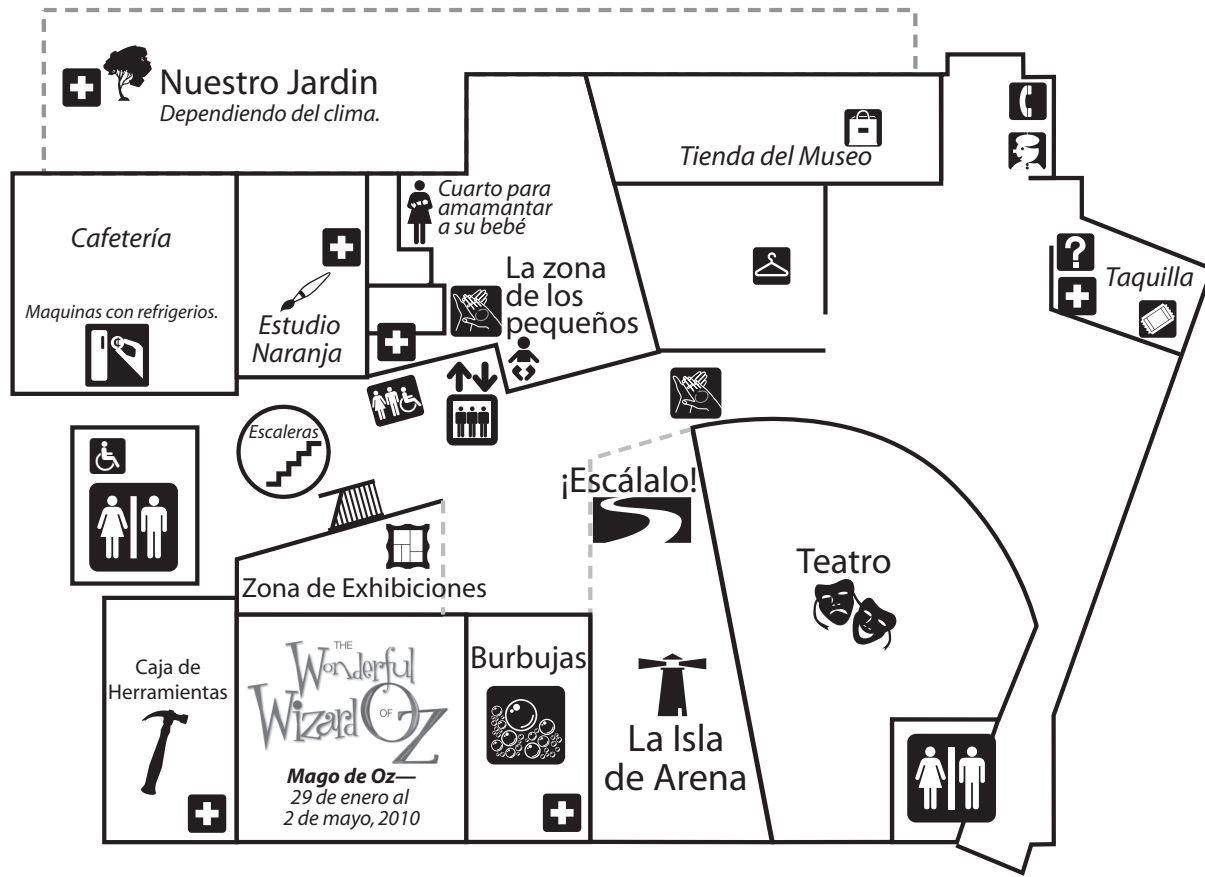 Nuestro Jardin
Dependiendo del clima.
Tienda del Museo
Cuarto para
amamantar
a su bebé
Cafetería
Maquinas con refrigerios.
Estudio
Naranja
La zona
de los
pequeños
?
Taquilla
Escaleras
¡Escálalo!
Zona de Exhibiciones
Teatro
Caja de
Herramientas
THE
Wonderful
Wizard OF OZ
Mago de Oz—
29 de enero al
2 de mayo, 2010
Burbujas
La Isla
de Arena